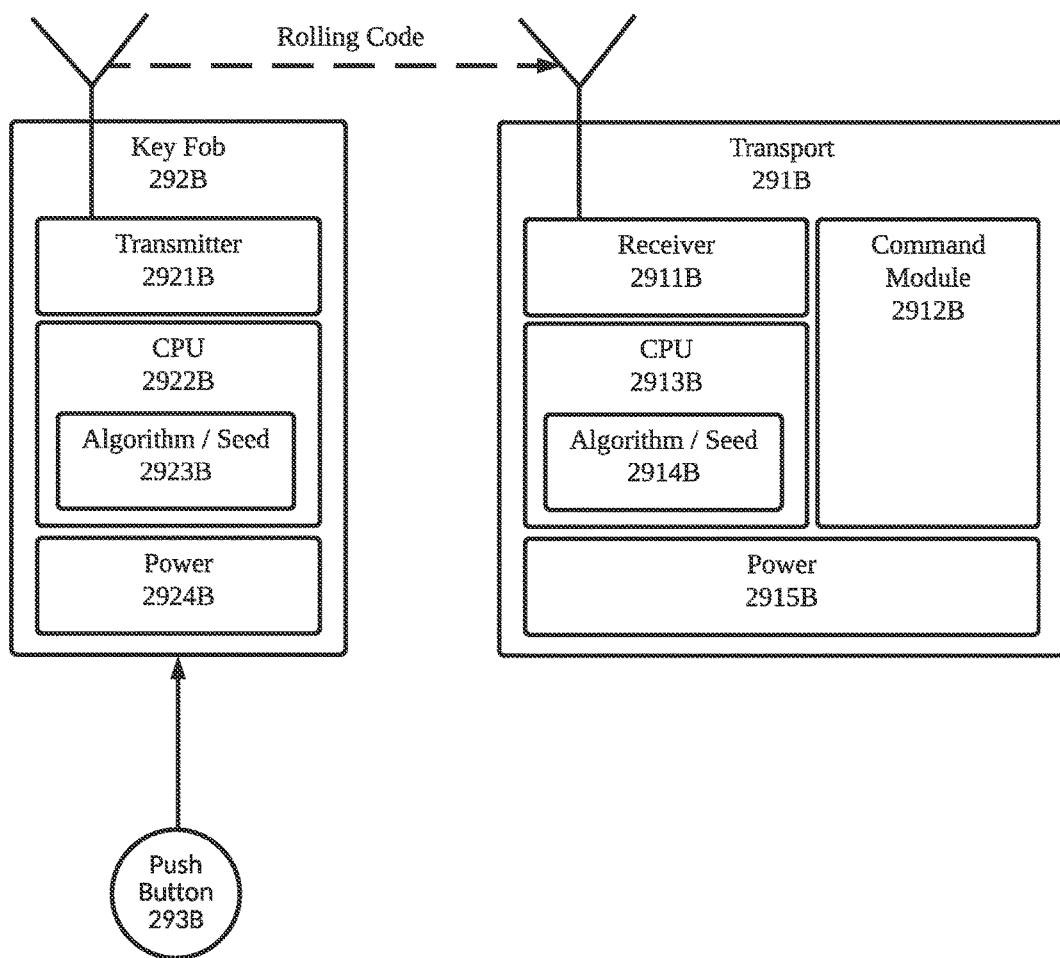 Rolling Code
Key Fob
292B
Transmitter
2921B
CPU
2922B
Algorithm / Seed
2923B
Power
2924B
Push
Button
293B
Transport
291B
Receiver
2911B
Command
Module
2912B
CPU
2913B
Algorithm / Seed
2914B
Power
2915B